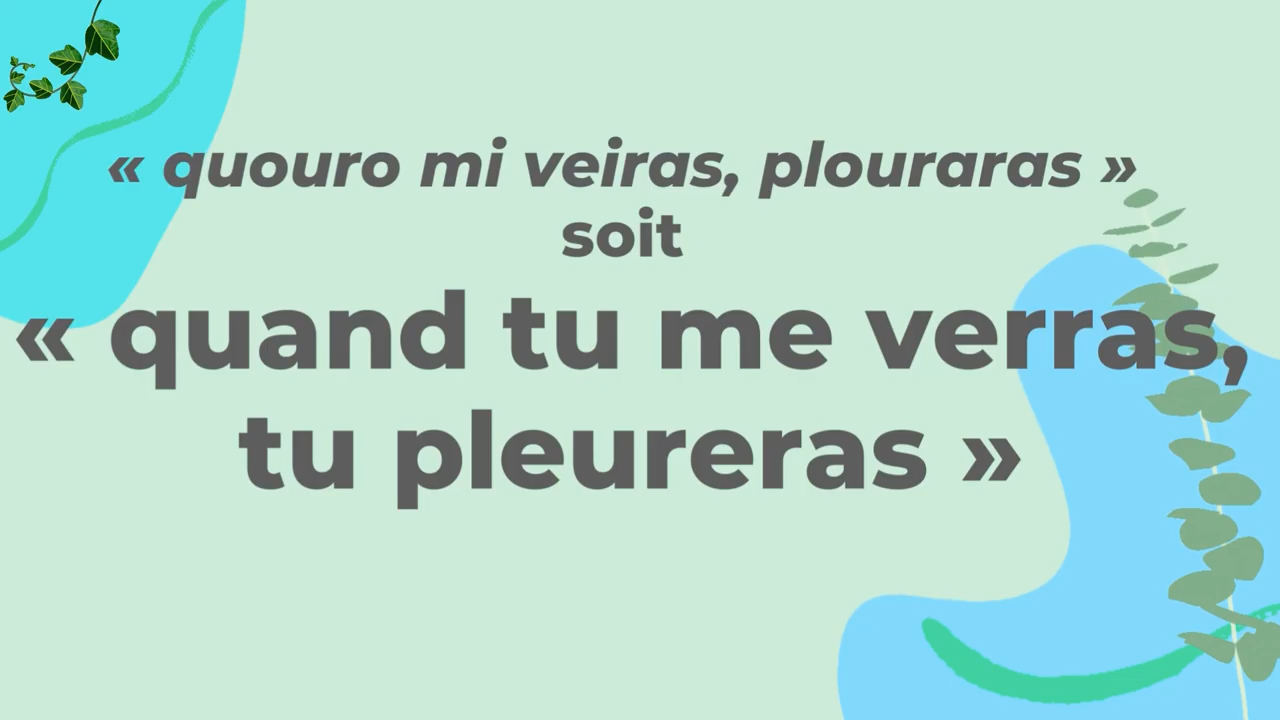 « quouro mi veiras, plouraras »
soit
« quand tu me verras,
tu pleureras »